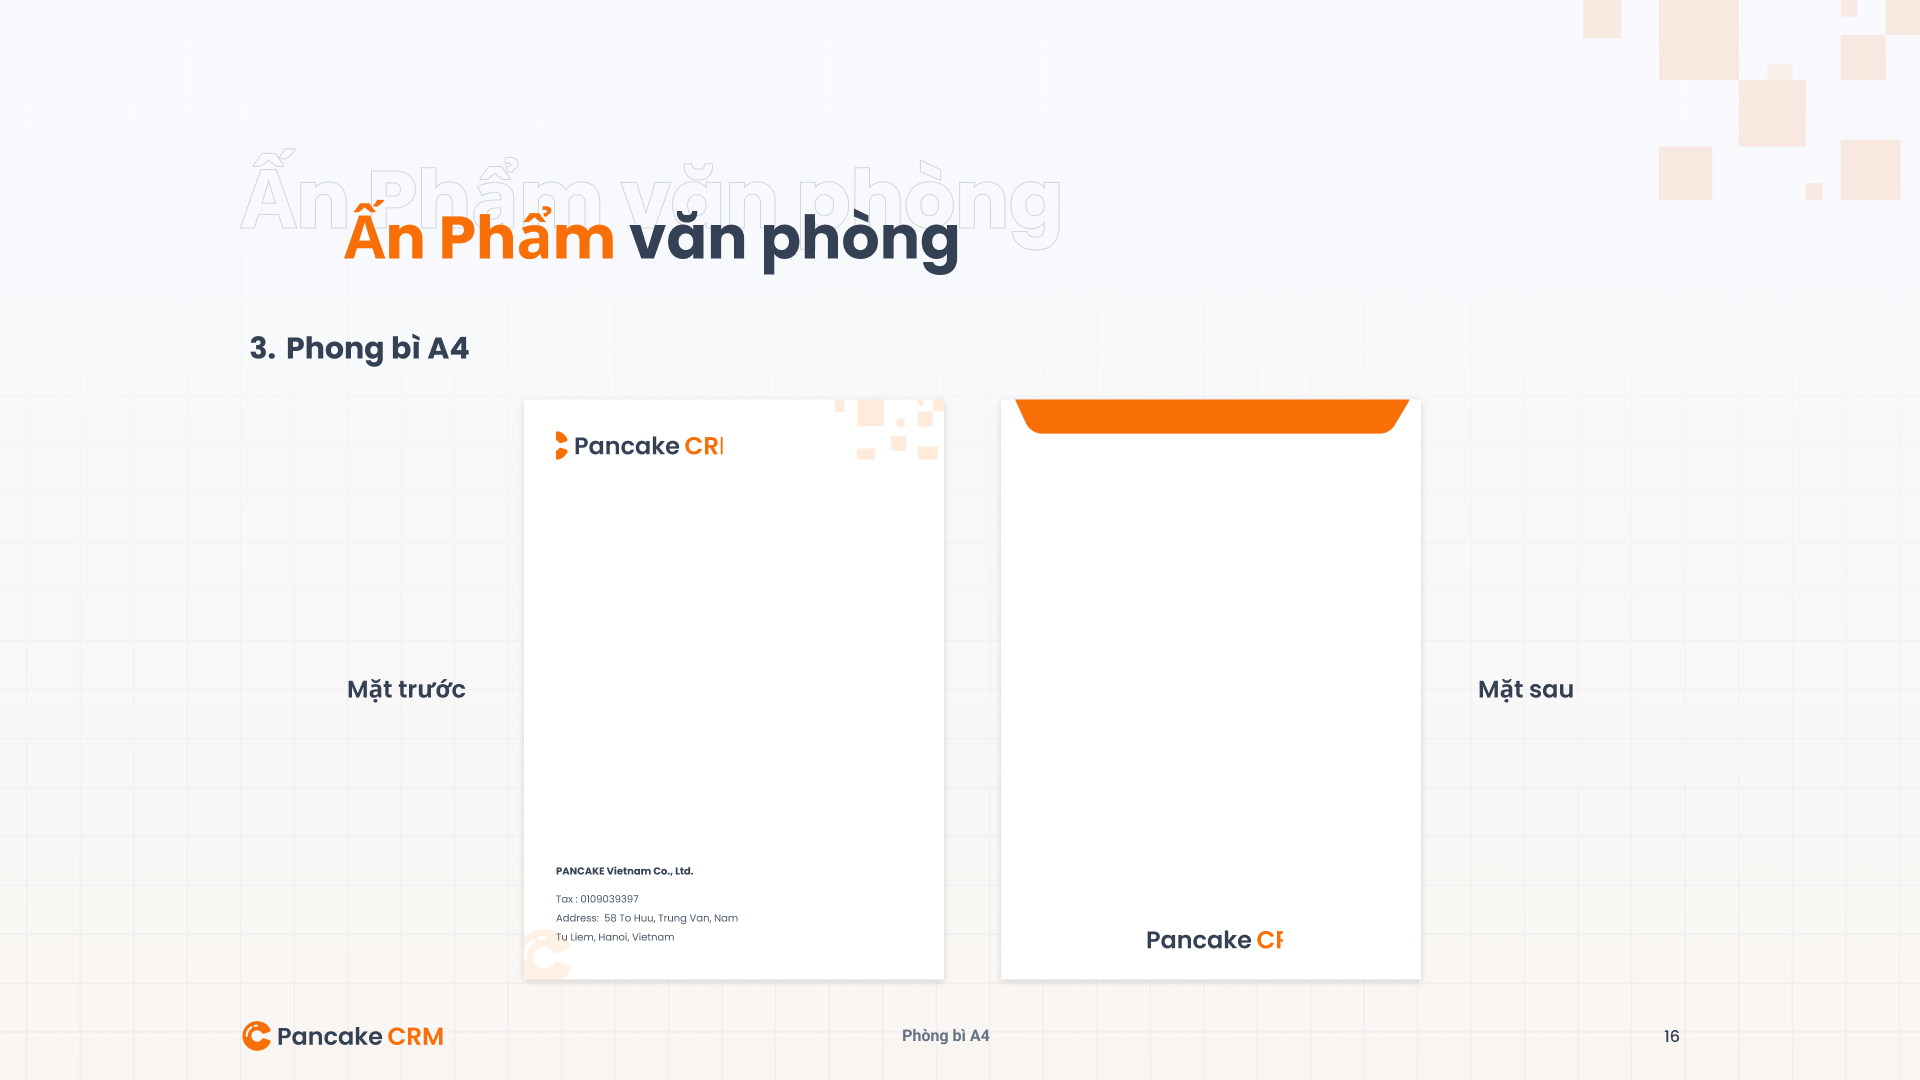 Ấn Phẩm văn phòng
Ấn Phẩm văn phòng
3. Phong bì A4
Pancake CR
Mặt trước
Mặt sau
PANCAKE Vietnam Co., Ltd.
Tax : 0109039397
Address: 58 To Huu, Trung Van, Nam
Tu Liem, Hanoi, Vietnam
Pancake C
Pancake CRM
Phòng bì A4
16